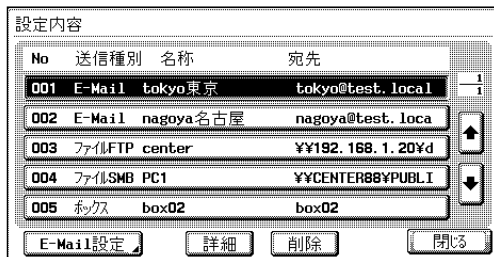 設定内容
No 送信種別 名称 宛先
001 E-Mail tokyo東京 tokyo@test.local
1
1
002 E-Mail nagoya名古屋 nagoya@test.loca
003 ファイルFTP center ¥¥192.168.1.20¥d
004 ファイルSMB PC1 ¥¥CENTER88¥PUBLI
005 ボックス box02 box02
E-Mail設定 詳細 削除 閉じる